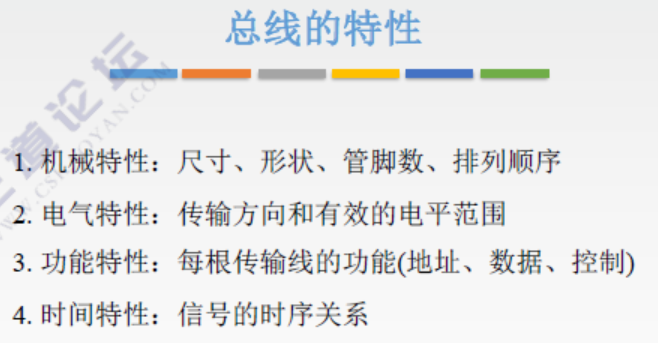 总线的特性
1. 机械特性：尺寸、形状、管脚数、排列顺序
2. 电气特性：传输方向和有效的电平范围
3. 功能特性：每根传输线的功能(地址、数据、控制)
4. 时间特性：信号的时序关系
道论坛